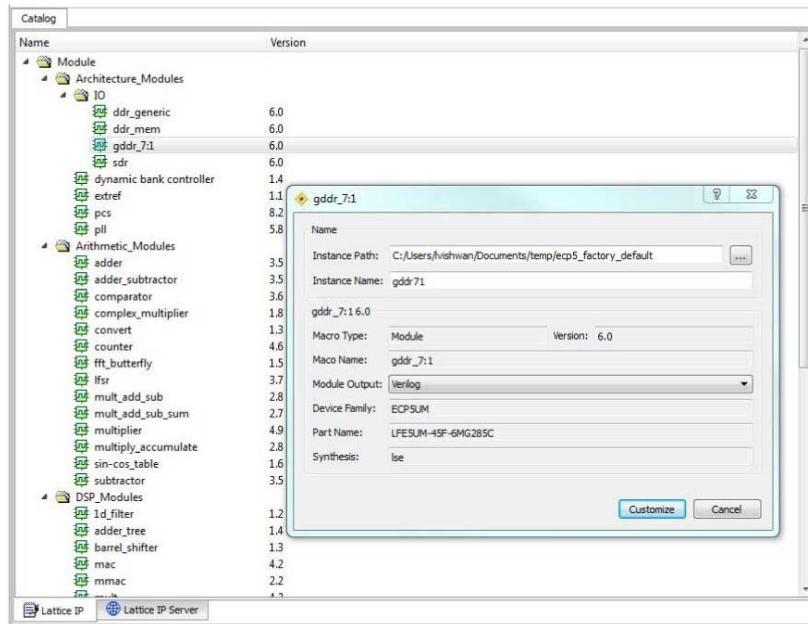 Catalog
Name Version
Module
Architecture_Modules
IO
ddr_generic 6.0
ddr_mem 6.0
gddr_7:1 6.0
sdr 6.0
dynamic bank controller 1.4
extref 1.1
pcs 8.2
pll 5.8
Arithmetic_Modules
adder 3.5
adder_subtractor 3.5
comparator 3.6
complex_multiplier 1.8
convert 1.3
counter 4.6
fft_butterfly 1.5
lfsr 3.7
mult_add_sub 2.8
mult_add_sub_sum 2.7
multiplier 4.9
multiply_accumulate 2.8
sin-cos_table 1.6
subtractor 3.5
DSP_Modules
1d_filter 1.2
adder_tree 1.4
barrel_shifter 1.3
mac 4.2
mmac 2.2
gddr_7:1
Name
Instance Path: C:/Users/lvishwan/Documents/temp/ecp5_factory_default ...
Instance Name: gddr71
gddr_7:1 6.0
Macro Type: Module Version: 6.0
Maco Name: gddr_7:1
Module Output: Verilog
Device Family: ECP5UM
Part Name: LFE5UM-45F-6MG285C
Synthesis: lse
Customize Cancel
Lattice IP Lattice IP Server